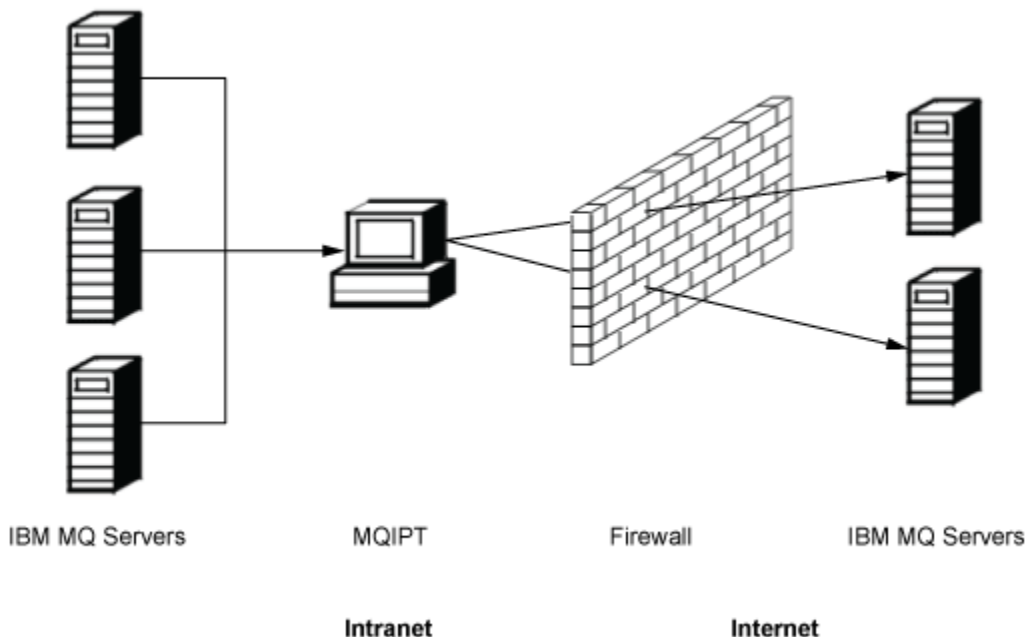 IBM MQ Servers
MQIPT
Firewall
IBM MQ Servers
Intranet
Internet